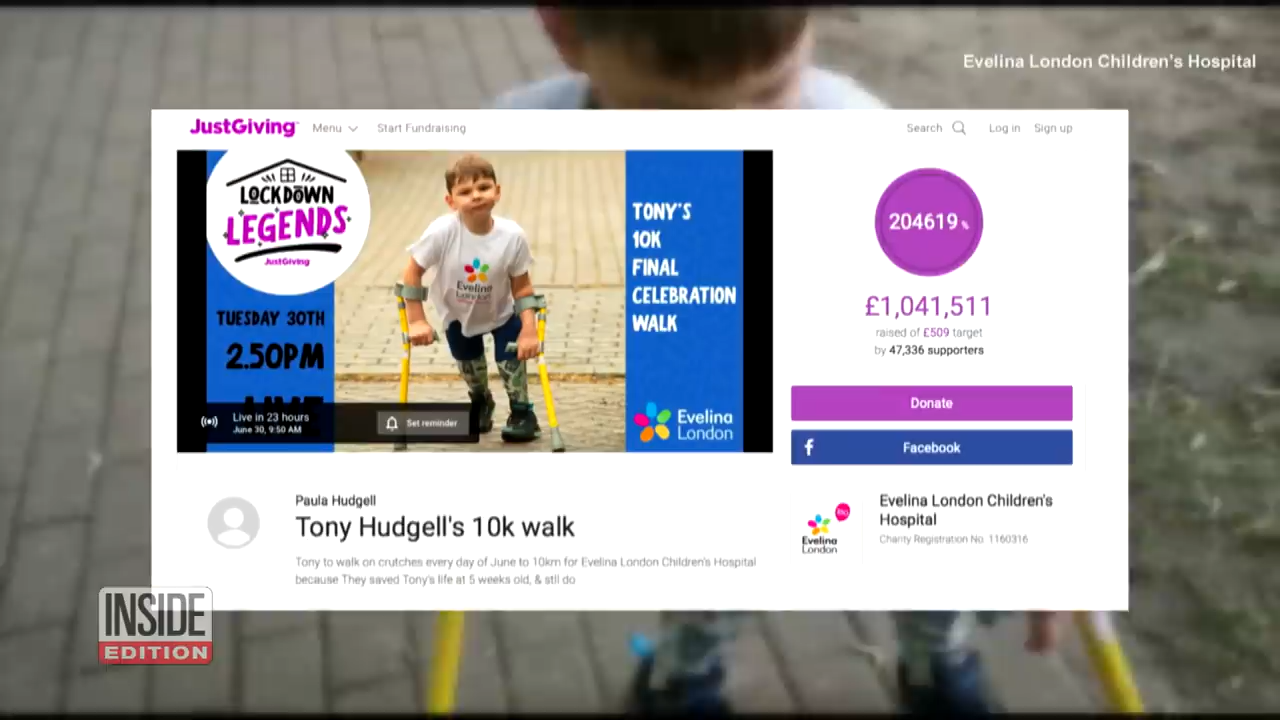 Evelina London Children's Hospital
JustGiving
Menu
Start Fundraising
Search
Log in
Sign up
LOCKDOWN
LEGENDS
JustGiving
TUESDAY 30TH
2.50PM
Live in 23 hours
June 30, 9:50 AM
Set reminder
Evelina
London
TONY'S
10K
FINAL
CELEBRATION
WALK
Evelina
London
204619%
£1,041,511
raised of £509 target
by 47,336 supporters
Donate
Facebook
Paula Hudgell
Tony Hudgell's 10k walk
Tony to walk on crutches every day of June to 10km for Evelina London Children's Hospital
because They saved Tony's life at 5 weeks old, & stll do
Evelina
London
Evelina London Children's
Hospital
Charity Registration No. 1160316
INSIDE
EDITION